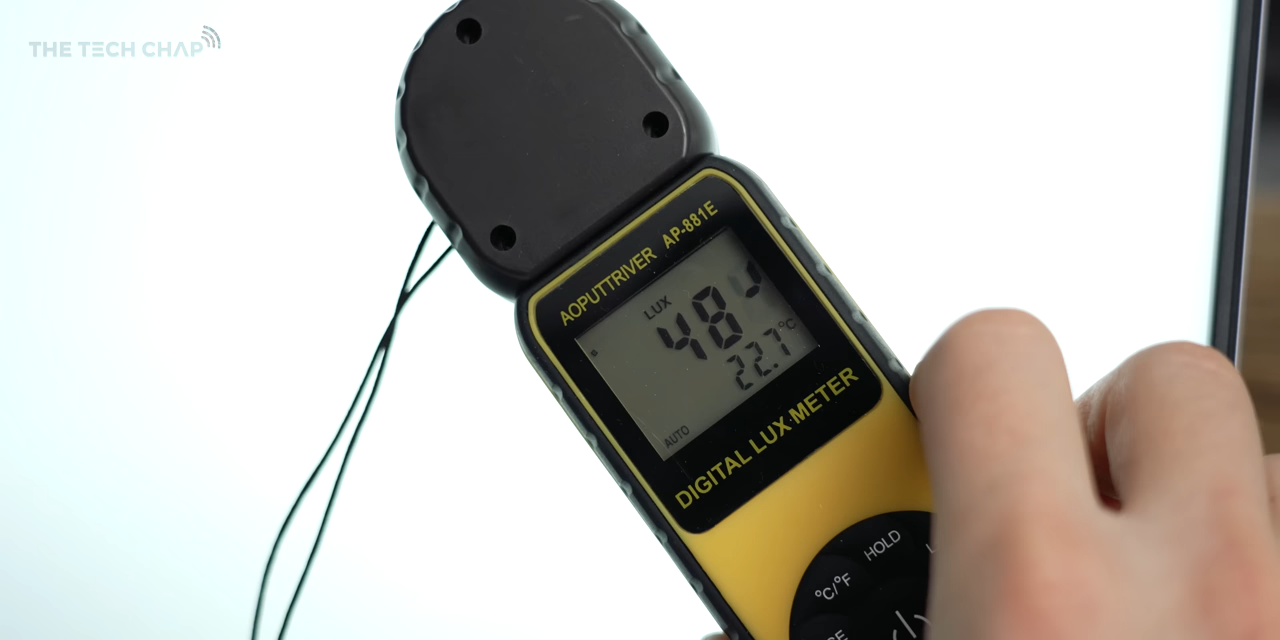 THE TECH CHAP
AOPUTTRIVER AP-881E
LUX
48
22.7°C
AUTO
DIGITAL LUX METER
HOLD
°C/°F